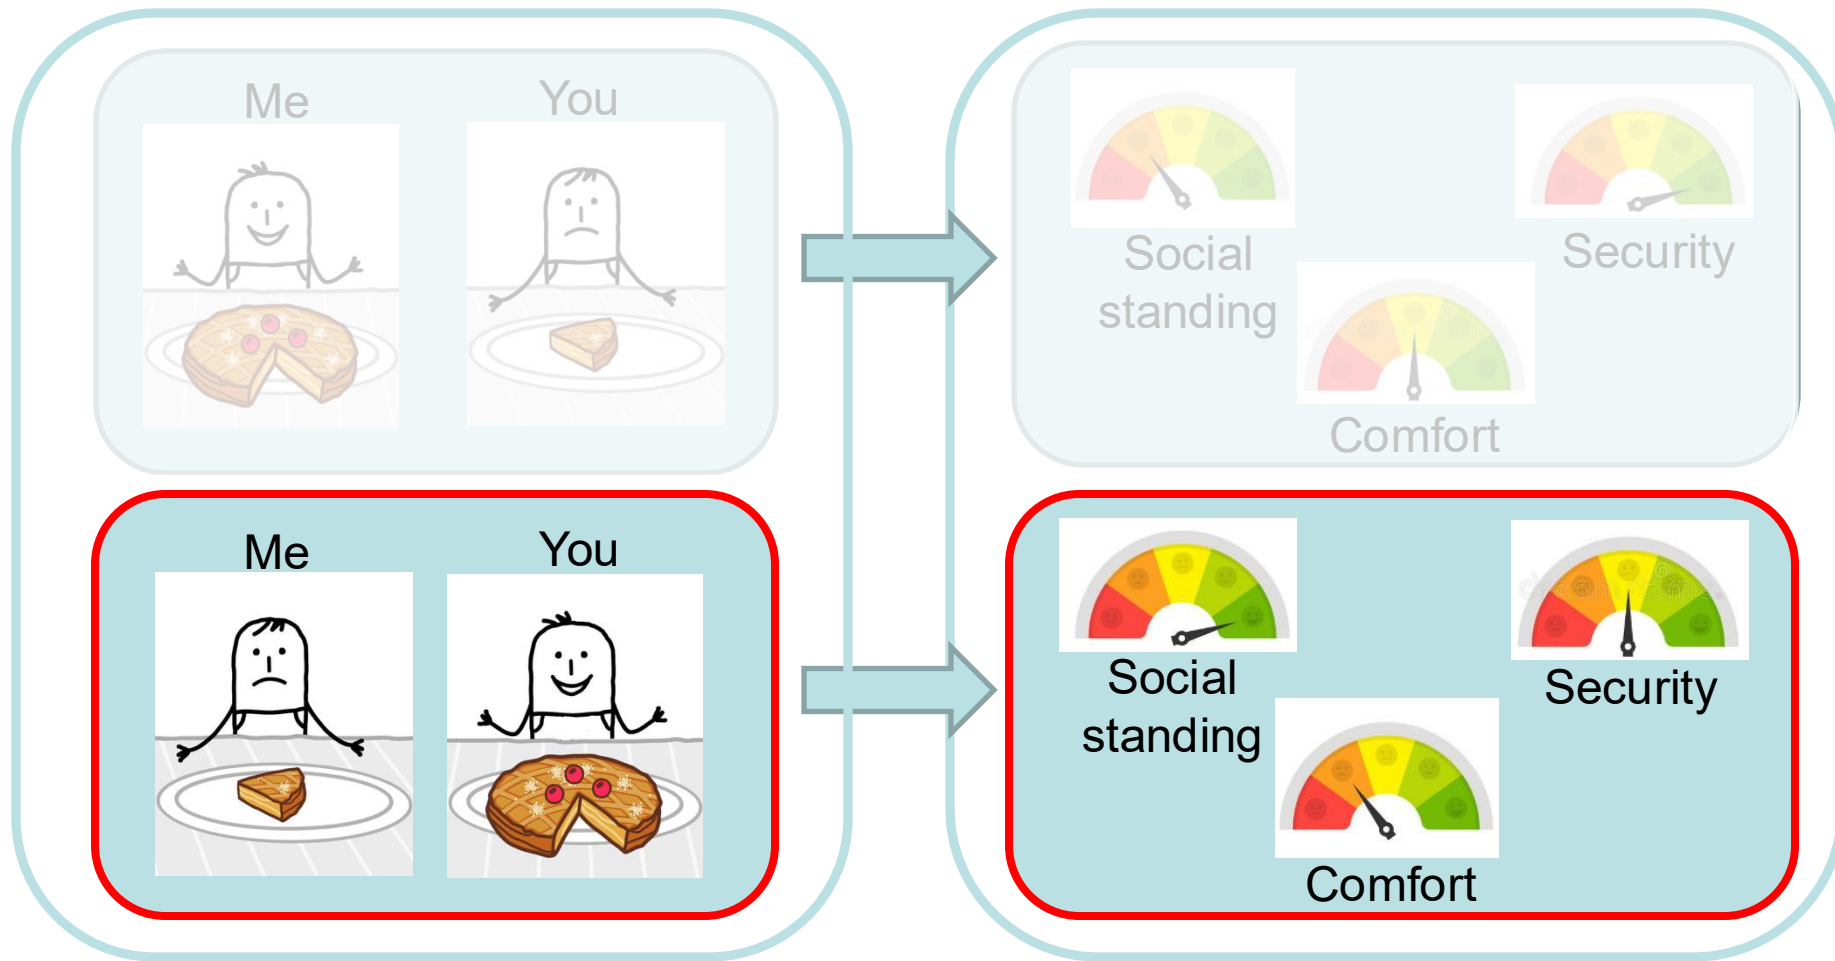 Me
You
Social
standing
Security
Comfort
Me
You
Social
standing
Security
Comfort